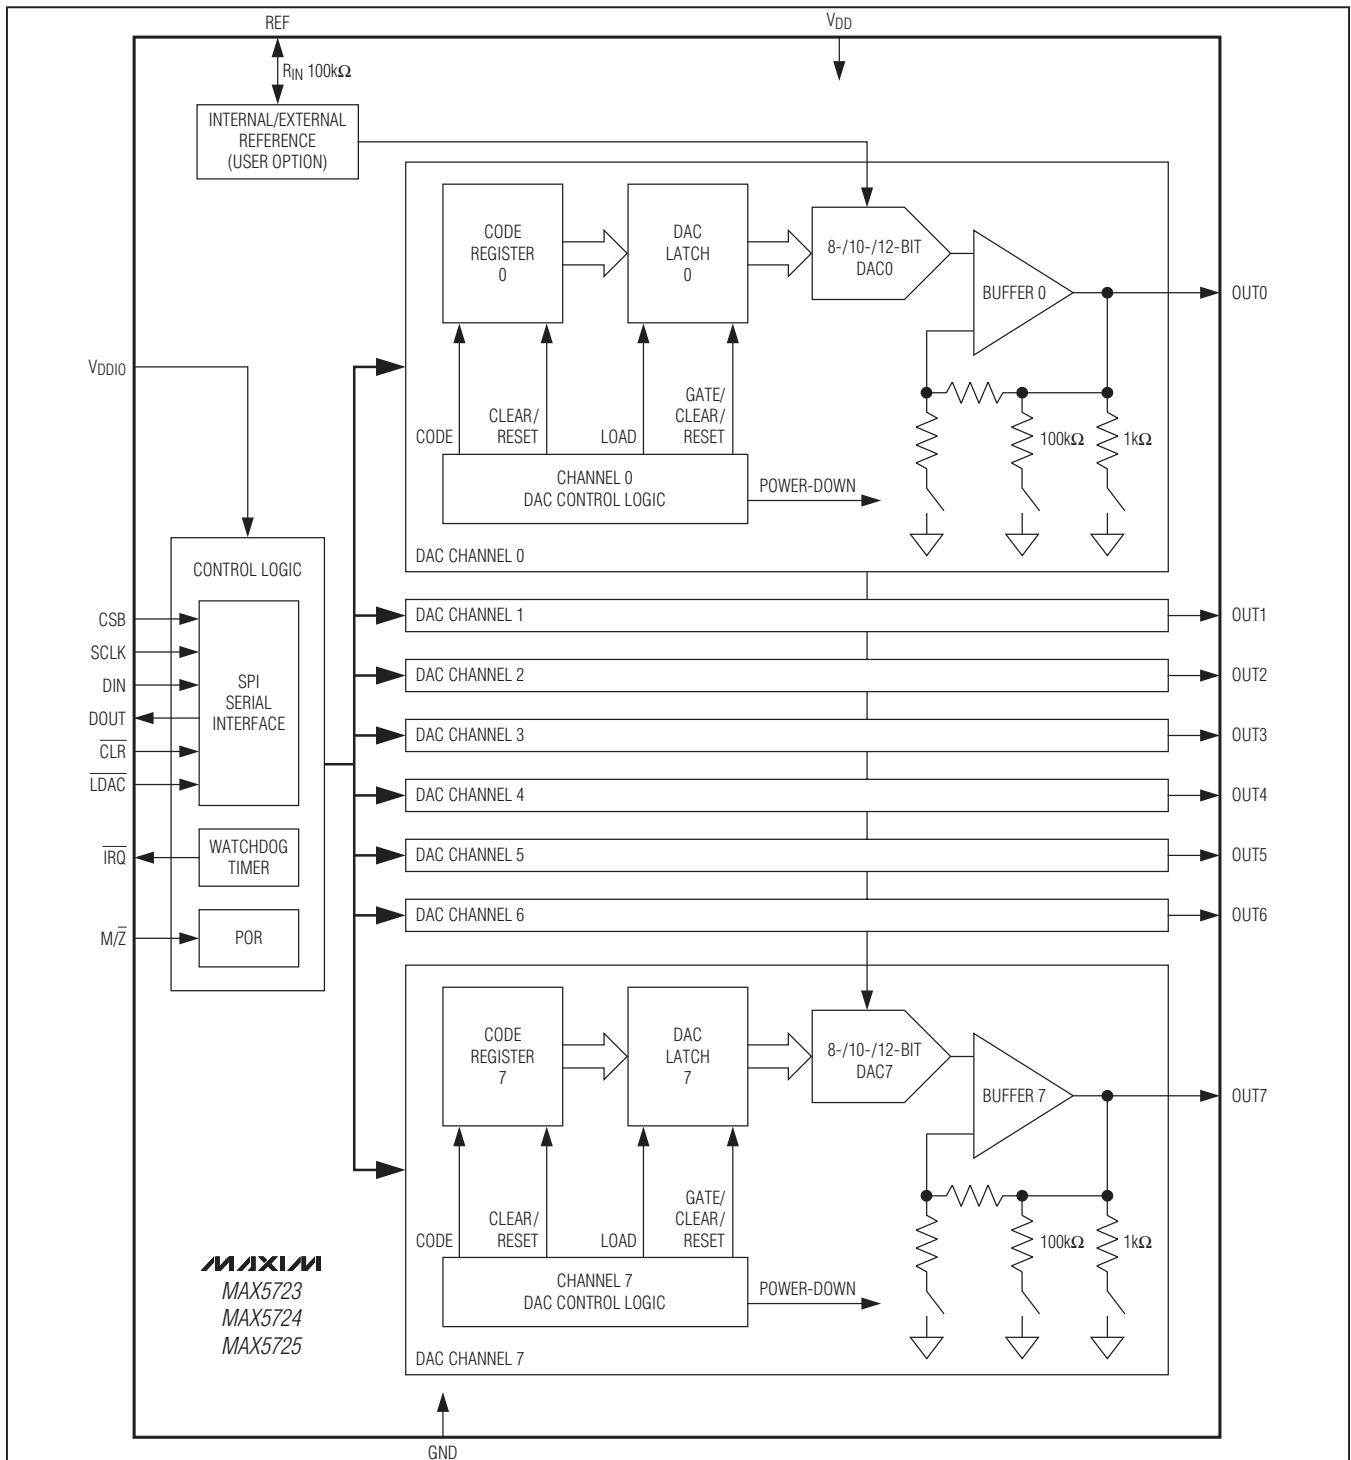 REF
VDD
RIN 100kΩ
INTERNAL/EXTERNAL
REFERENCE
(USER OPTION)
CODE
REGISTER
0
DAC
LATCH
0
8-/10-/12-BIT
DAC0
BUFFER 0
OUT0
VDDIO
CODE
CLEAR/
RESET
LOAD
GATE/
CLEAR/
RESET
100kΩ
1kΩ
CHANNEL 0
DAC CONTROL LOGIC
POWER-DOWN
DAC CHANNEL 0
CONTROL LOGIC
CSB
SCLK
DIN
DOUT
CLR
LDAC
SPI
SERIAL
INTERFACE
IRQ
WATCHDOG
TIMER
M/Z
POR
DAC CHANNEL 1
OUT1
DAC CHANNEL 2
OUT2
DAC CHANNEL 3
OUT3
DAC CHANNEL 4
OUT4
DAC CHANNEL 5
OUT5
DAC CHANNEL 6
OUT6
CODE
REGISTER
7
DAC
LATCH
7
8-/10-/12-BIT
DAC7
BUFFER 7
OUT7
CODE
CLEAR/
RESET
LOAD
GATE/
CLEAR/
RESET
100kΩ
1kΩ
CHANNEL 7
DAC CONTROL LOGIC
POWER-DOWN
DAC CHANNEL 7
MAXIM
MAX5723
MAX5724
MAX5725
GND